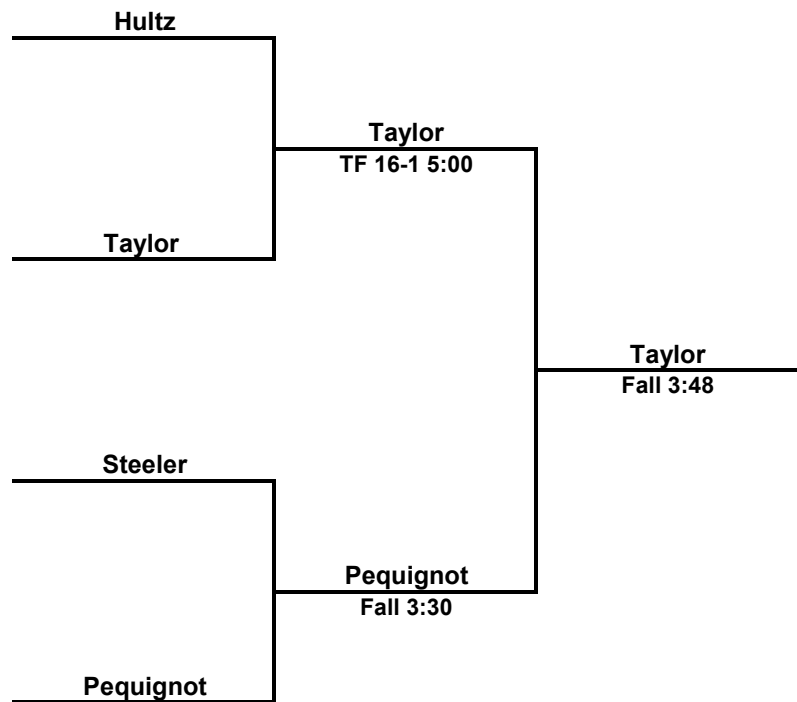 Hultz
Taylor
TF 16-1 5:00
Taylor
Taylor
Fall 3:48
Steeler
Pequignot
Fall 3:30
Pequignot